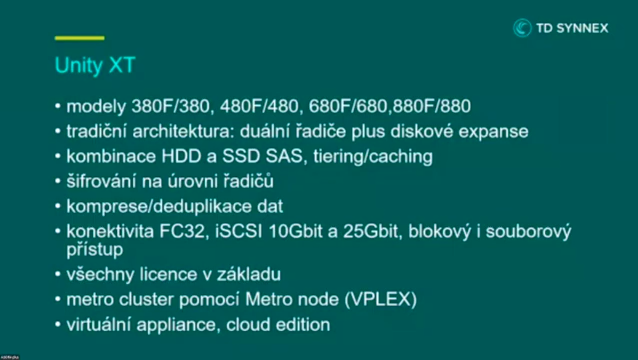 TD SYNNEX
Unity XT
• modely 380F/380, 480F/480, 680F/680,880F/880
• tradiční architektura: duální řadiče plus diskové expanse
• kombinace HDD a SSD SAS, tiering/caching
• šifrování na úrovni řadičů
• komprese/deduplikace dat
• konektivita FC32, iSCSI 10Gbit a 25Gbit, blokový i souborový
přístup
• všechny licence v základu
• metro cluster pomocí Metro node (VPLEX)
• virtuální appliance, cloud edition